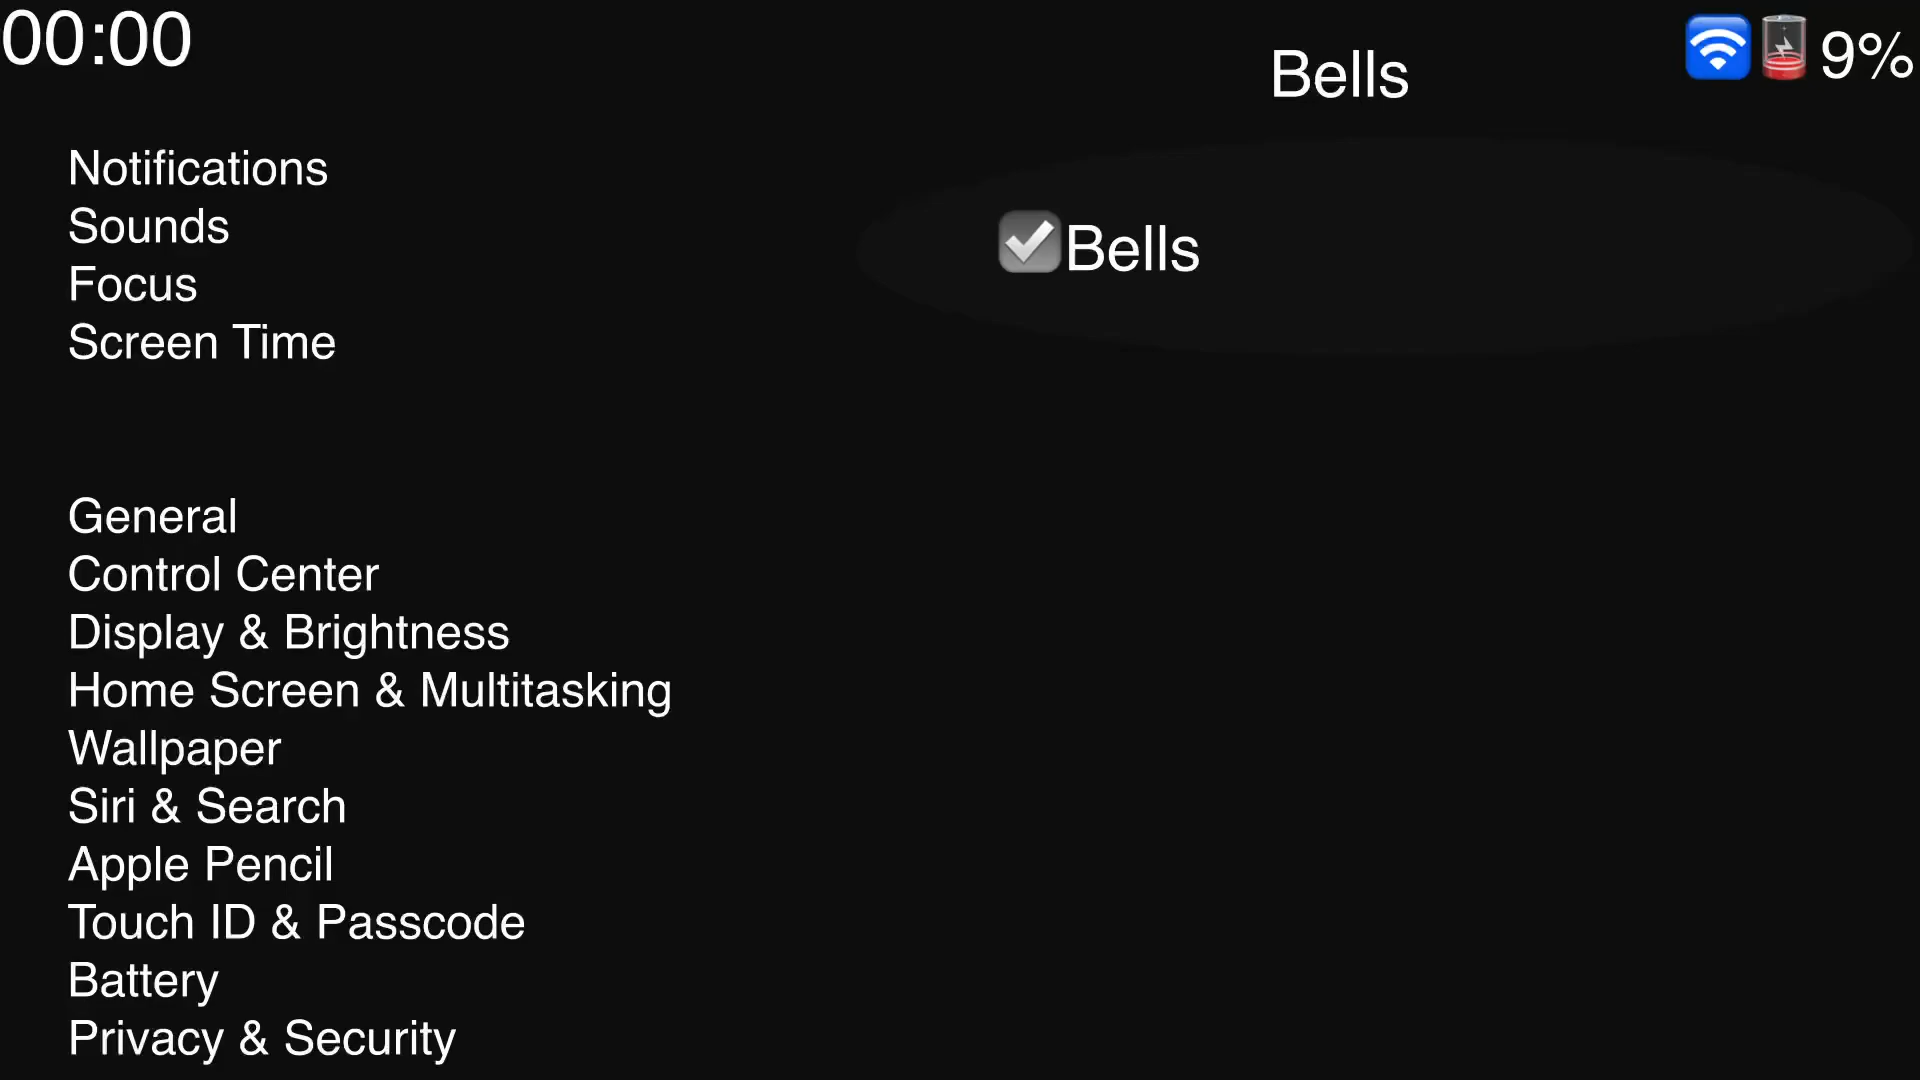 00:00
Bells
9%
Notifications
Sounds
Focus
Screen Time
Bells
General
Control Center
Display & Brightness
Home Screen & Multitasking
Wallpaper
Siri & Search
Apple Pencil
Touch ID & Passcode
Battery
Privacy & Security